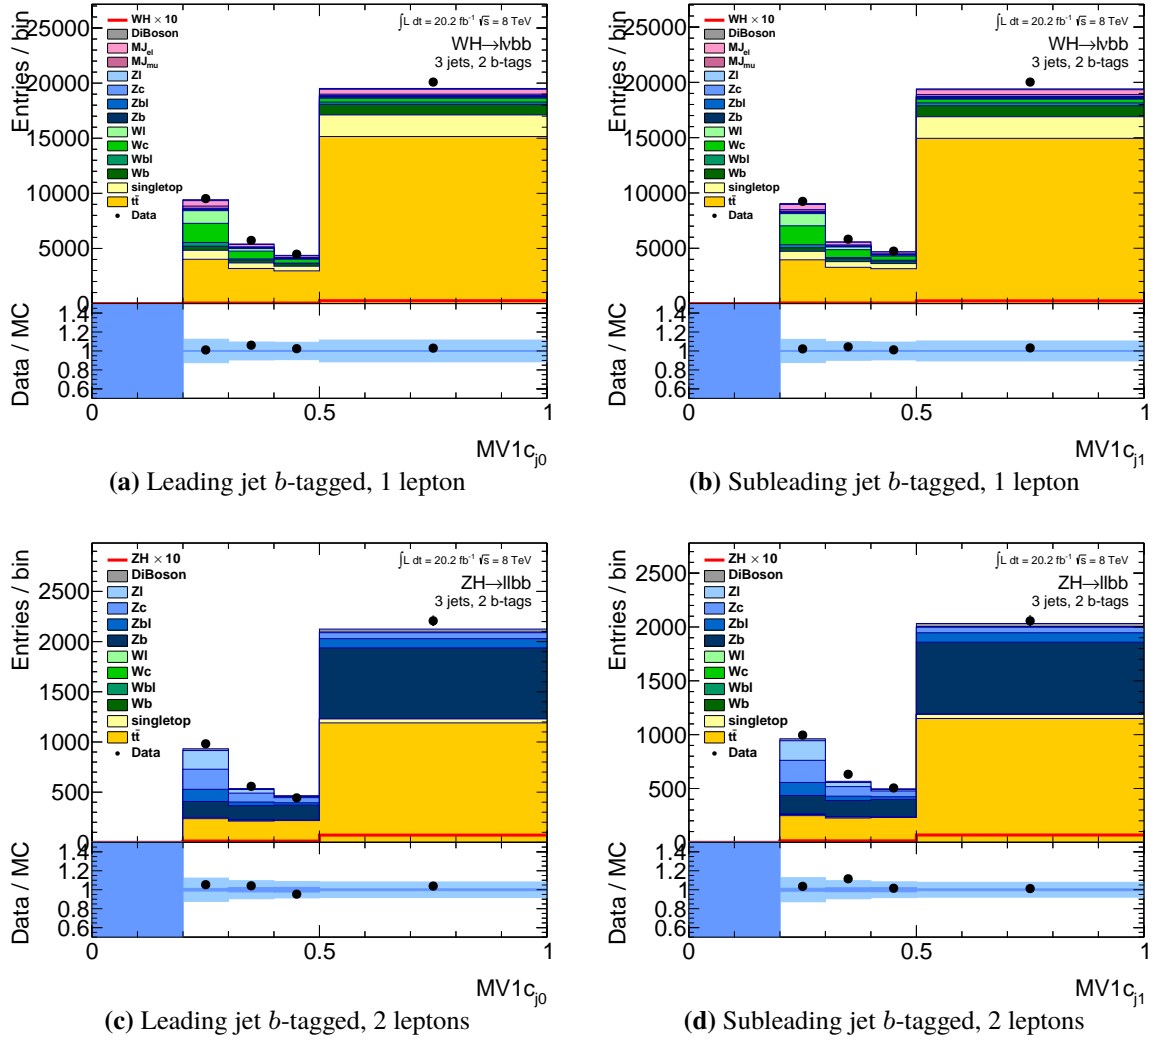 Entries / bin
20000
15000
10000
5000
0
WH × 10
DiBoson
MJel
MJmu
Zl
Zc
Zbl
Zb
Wl
Wc
Wbl
Wb
singletop
tt̄
Data
∫L dt = 20.2 fb⁻¹ √s = 8 TeV
WH→lνbb
3 jets, 2 b-tags
Data / MC
1.4
1.2
1
0.8
0.6
0 0.5 1
MV1cj0
(a) Leading jet b-tagged, 1 lepton
Entries / bin
25000
20000
15000
10000
5000
0
WH × 10
DiBoson
MJel
MJmu
Zl
Zc
Zbl
Zb
Wl
Wc
Wbl
Wb
singletop
tt̄
Data
∫L dt = 20.2 fb⁻¹ √s = 8 TeV
WH→lνbb
3 jets, 2 b-tags
Data / MC
1.4
1.2
1
0.8
0.6
0 0.5 1
MV1cj1
(b) Subleading jet b-tagged, 1 lepton
Entries / bin
2500
2000
1500
1000
500
0
ZH × 10
DiBoson
Zl
Zc
Zbl
Zb
Wl
Wc
Wbl
Wb
singletop
tt̄
Data
∫L dt = 20.2 fb⁻¹ √s = 8 TeV
ZH→llbb
3 jets, 2 b-tags
Data / MC
1.4
1.2
1
0.8
0.6
0 0.5 1
MV1cj0
(c) Leading jet b-tagged, 2 leptons
Entries / bin
2500
2000
1500
1000
500
0
ZH × 10
DiBoson
Zl
Zc
Zbl
Zb
Wl
Wc
Wbl
Wb
singletop
tt̄
Data
∫L dt = 20.2 fb⁻¹ √s = 8 TeV
ZH→llbb
3 jets, 2 b-tags
Data / MC
1.4
1.2
1
0.8
0.6
0 0.5 1
MV1cj1
(d) Subleading jet b-tagged, 2 leptons